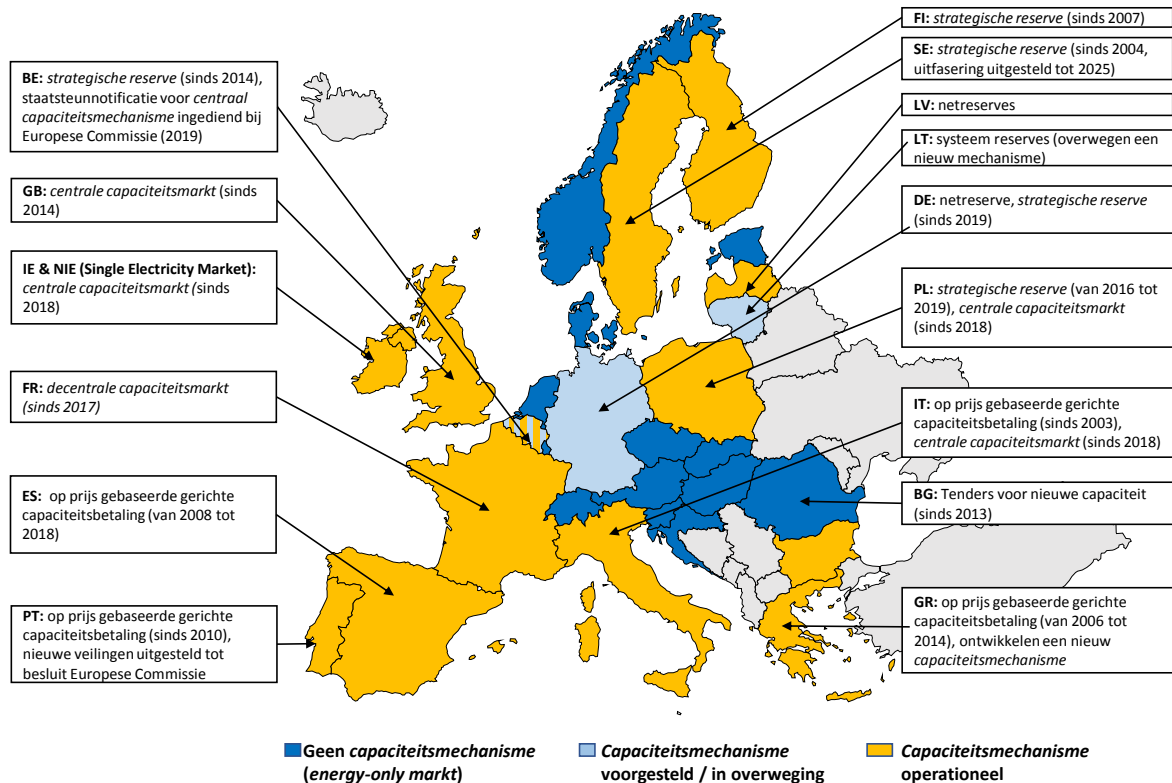 BE: strategische reserve (sinds 2014),
staatsteunnotificatie voor centraal
capaciteitsmechanisme ingediend bij
Europese Commissie (2019)
GB: centrale capaciteitsmarkt (sinds
2014)
IE & NIE (Single Electricity Market):
centrale capaciteitsmarkt (sinds
2018)
FR: decentrale capaciteitsmarkt
(sinds 2017)
ES: op prijs gebaseerde gerichte
capaciteitsbetaling (van 2008 tot
2018)
PT: op prijs gebaseerde gerichte
capaciteitsbetaling (sinds 2010),
nieuwe veilingen uitgesteld tot
besluit Europese Commissie
FI: strategische reserve (sinds 2007)
SE: strategische reserve (sinds 2004,
uitfasering uitgesteld tot 2025)
LV: netreserves
LT: systeem reserves (overwegen een
nieuw mechanisme)
DE: netreserve, strategische reserve
(sinds 2019)
PL: strategische reserve (van 2016 tot
2019), centrale capaciteitsmarkt
(sinds 2018)
IT: op prijs gebaseerde gerichte
capaciteitsbetaling (sinds 2003),
centrale capaciteitsmarkt (sinds 2018)
BG: Tenders voor nieuwe capaciteit
(sinds 2013)
GR: op prijs gebaseerde gerichte
capaciteitsbetaling (van 2006 tot
2014), ontwikkelen een nieuw
capaciteitsmechanisme
Geen capaciteitsmechanisme
(energy-only markt)
Capaciteitsmechanisme
voorgesteld / in overweging
Capaciteitsmechanisme
operationeel